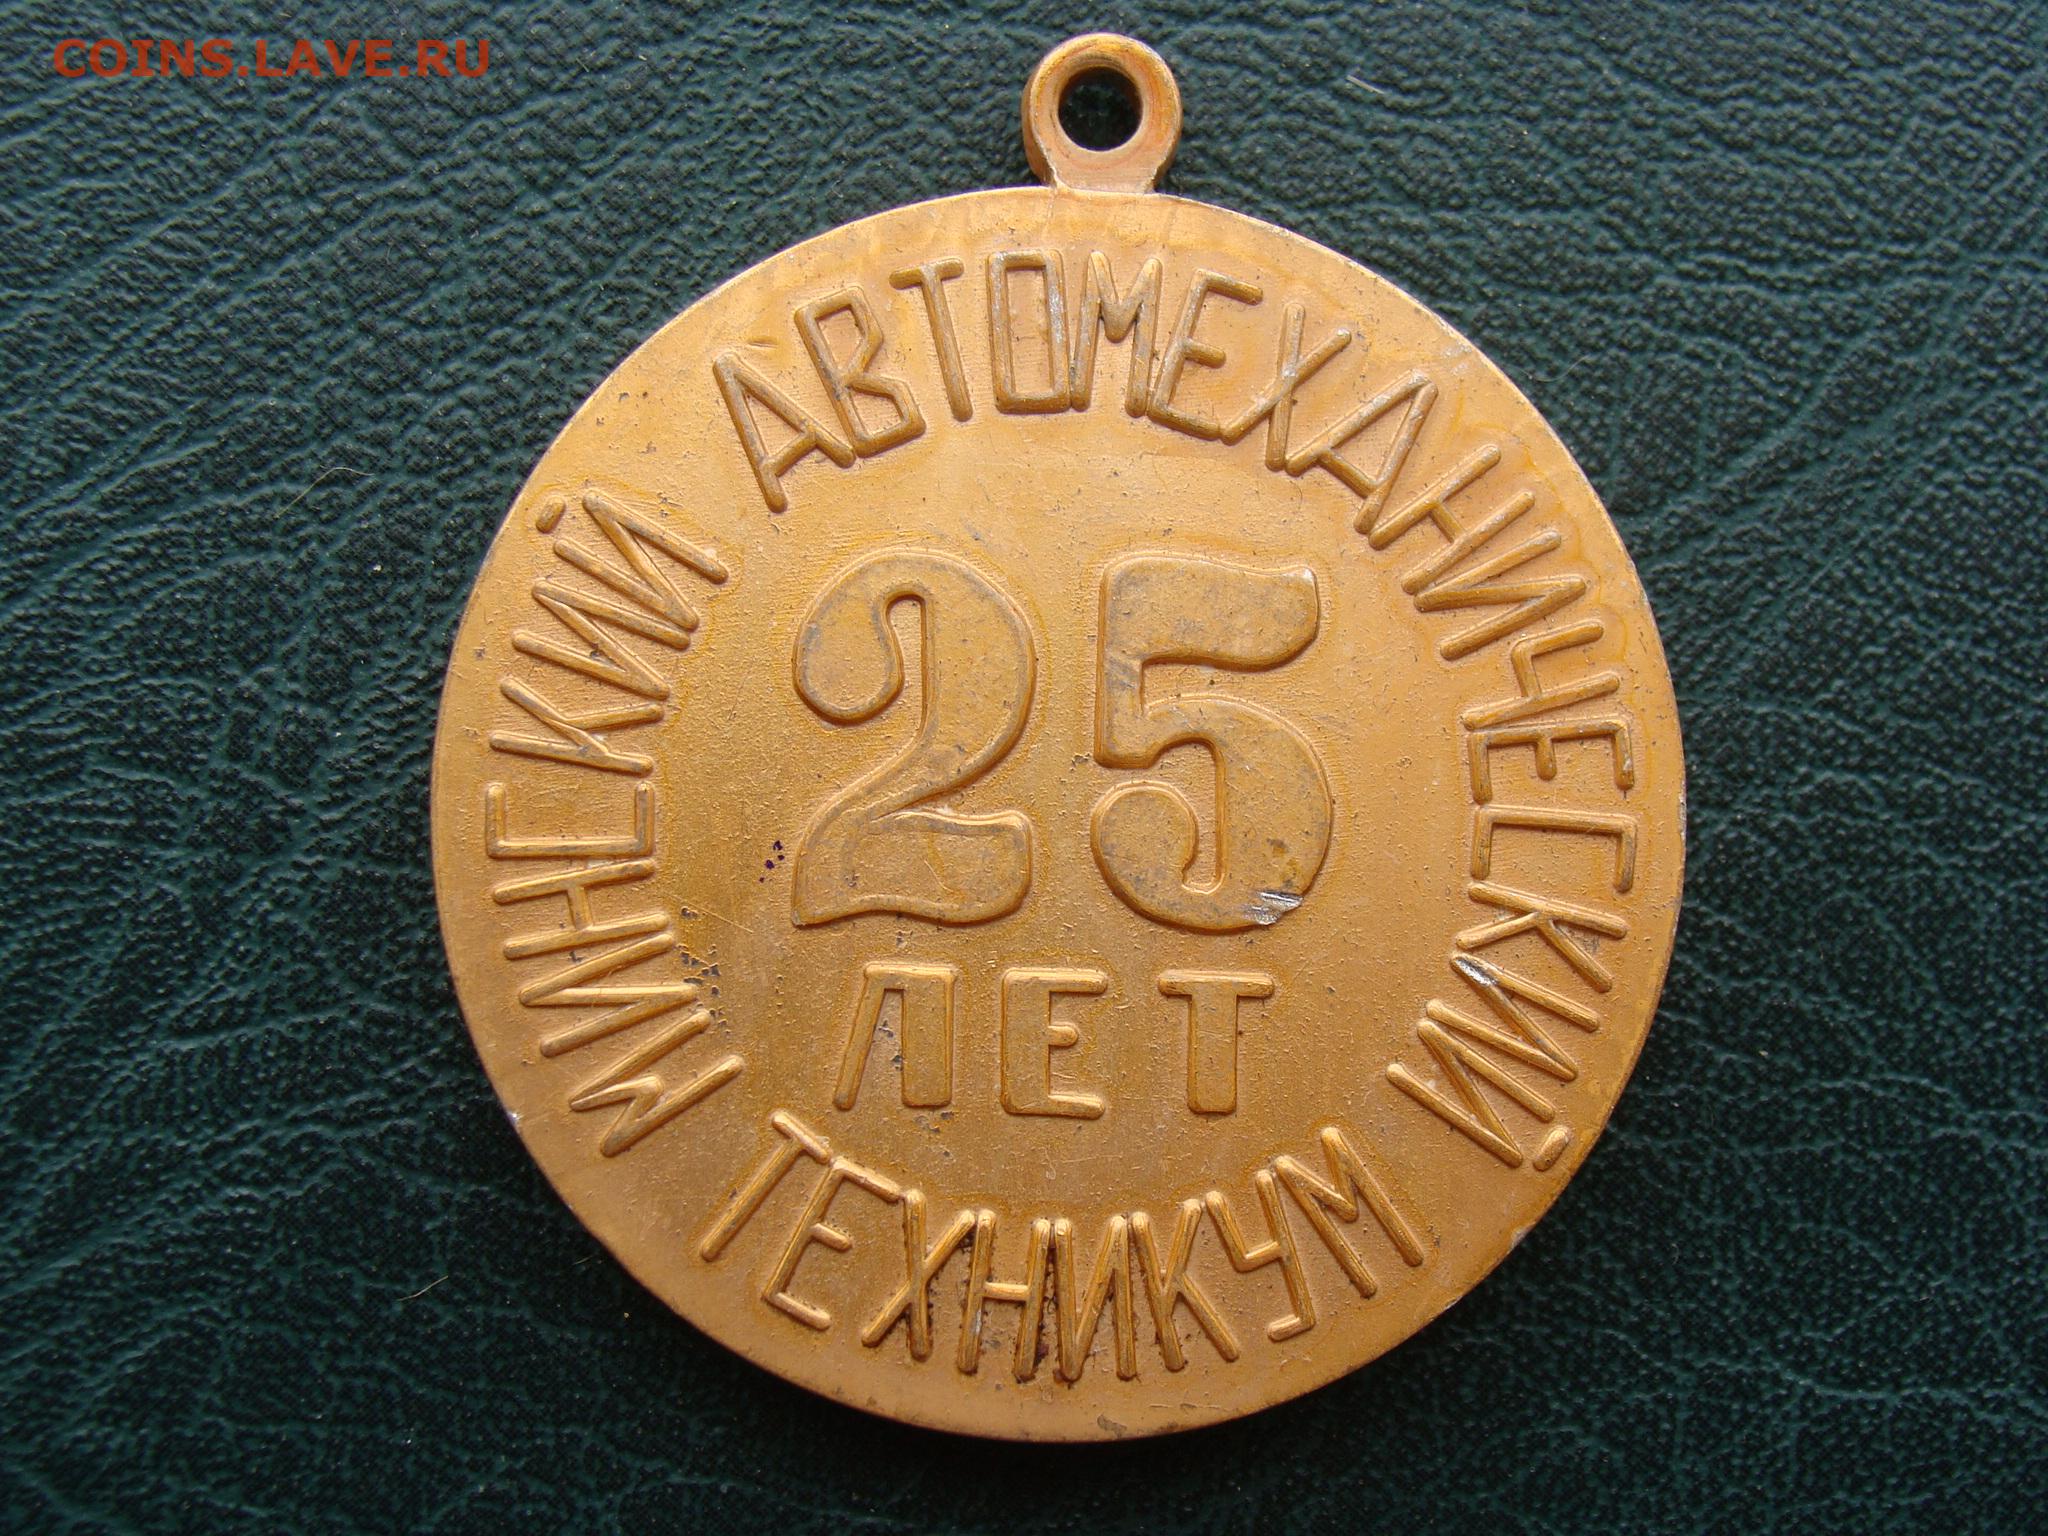 COINS.LAVE.RU
МИНСКИЙ АВТОМЕХАНИЧЕСКИЙ
ТЕХНИКУМ
25
ЛЕТ